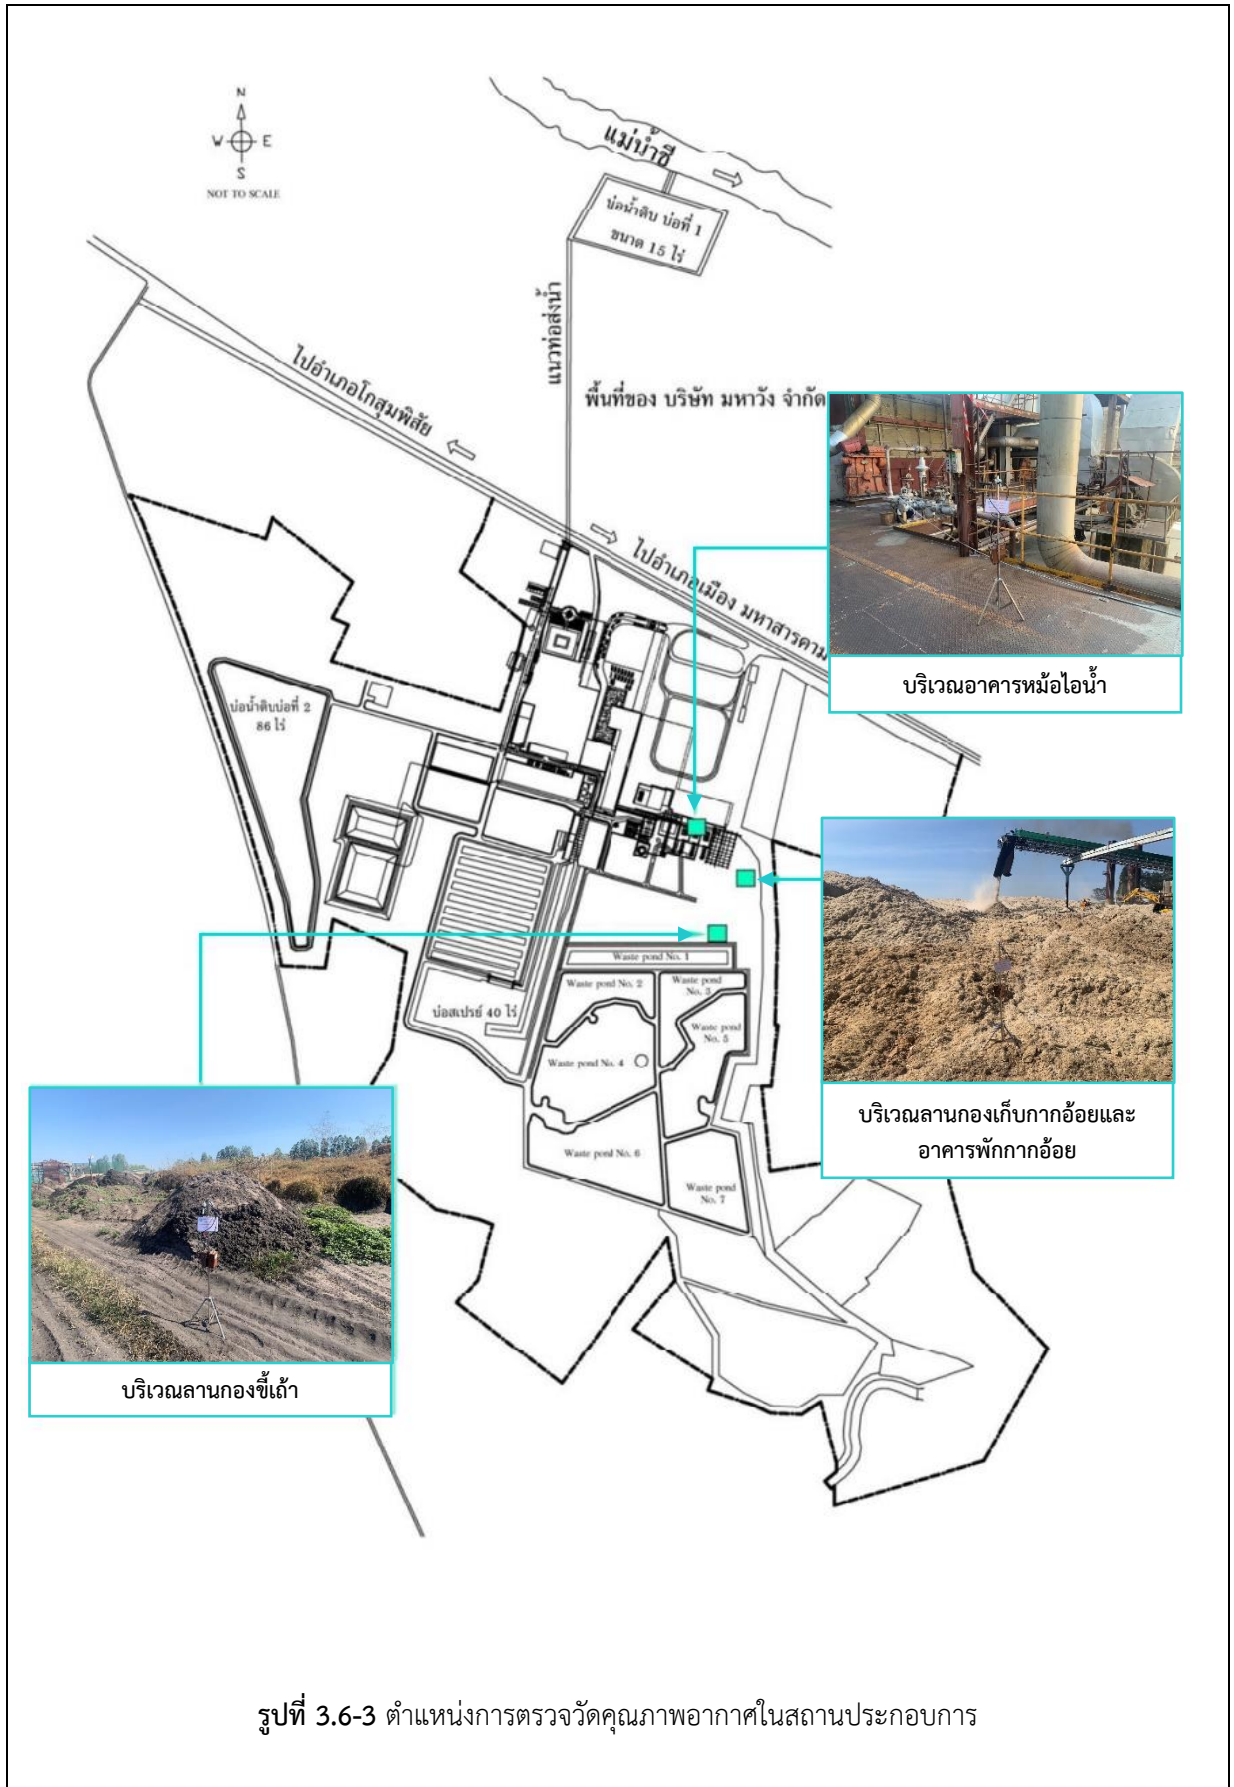 N
W E
S
NOT TO SCALE
แม่น้ำชี
บ่อน้ำดิบ บ่อที่ 1
ขนาด 15 ไร่
แนวท่อส่งน้ำ
ไปอำเภอโกสุมพิสัย
พื้นที่ของ บริษัท มหาวัง จำกัด
ไปอำเภอเมือง มหาสารคาม
บริเวณอาคารหม้อไอน้ำ
บ่อน้ำดิบบ่อที่ 2
86 ไร่
Waste pond No. 1
Waste pond No. 2
Waste pond
No. 3
บ่อสเปรย์ 40 ไร่
Waste pond
No. 5
Waste pond No. 4
บริเวณลานกองเก็บกากอ้อยและ
อาคารพักกากอ้อย
Waste pond No. 6
Waste pond
No. 7
บริเวณลานกองขี้เถ้า
รูปที่ 3.6-3 ตำแหน่งการตรวจวัดคุณภาพอากาศในสถานประกอบการ